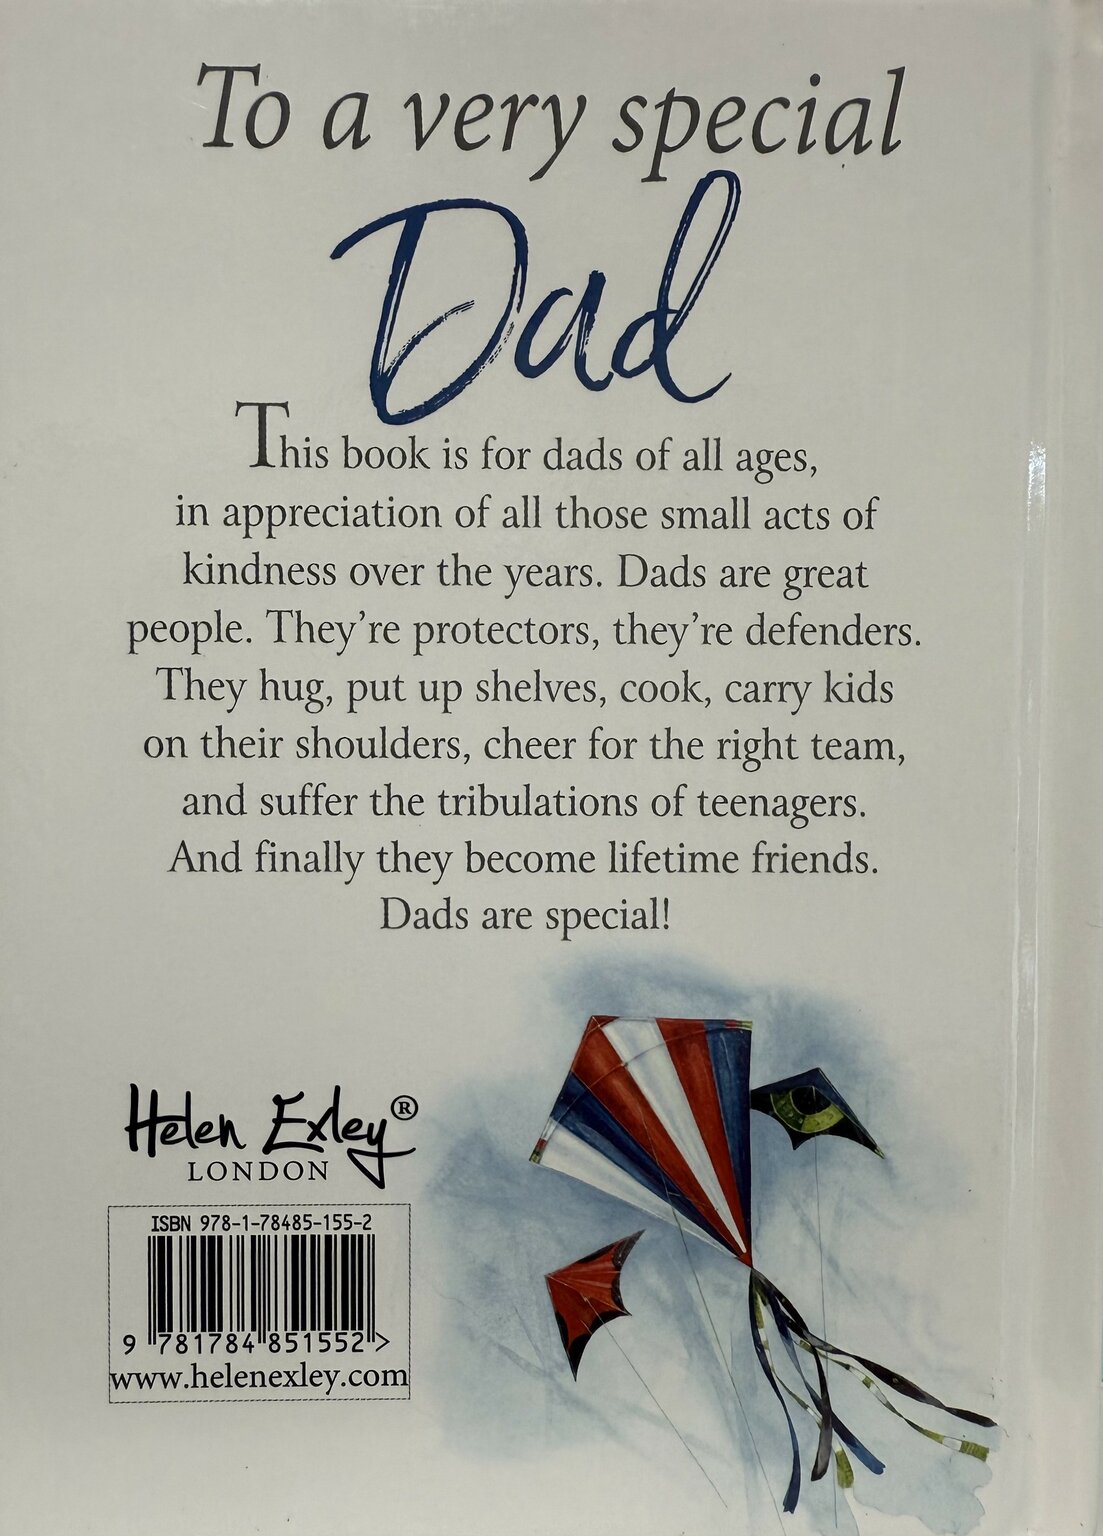 To a very special
Dad
This book is for dads of all ages,
in appreciation of all those small acts of
kindness over the years. Dads are great
people. They're protectors, they're defenders.
They hug, put up shelves, cook, carry kids
on their shoulders, cheer for the right team,
and suffer the tribulations of teenagers.
And finally they become lifetime friends.
Dads are special!
Helen Exley®
LONDON
ISBN 978-1-78485-155-2
9 781784 851552 >
www.helenexley.com